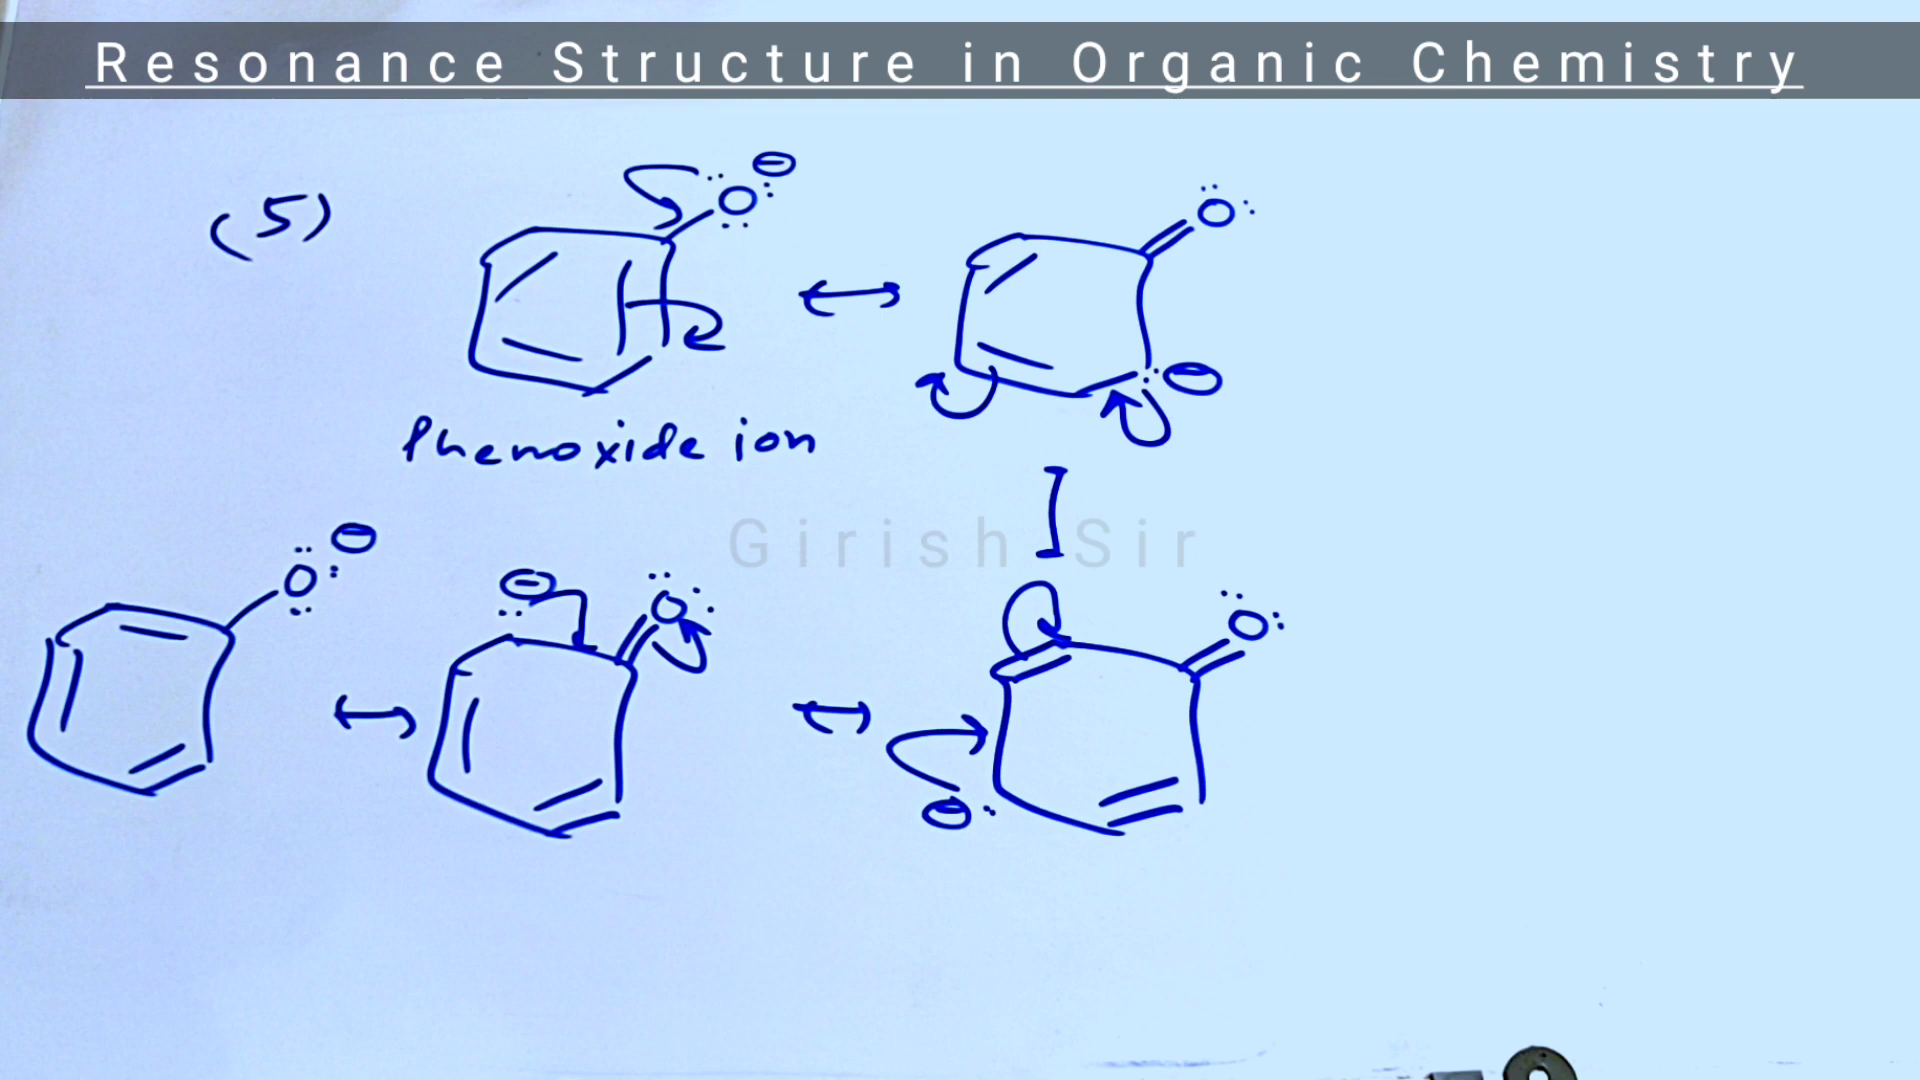 Resonance Structure in Organic Chemistry
(5)
O
O
Phenoxide ion
Girish Sir
O
O
O